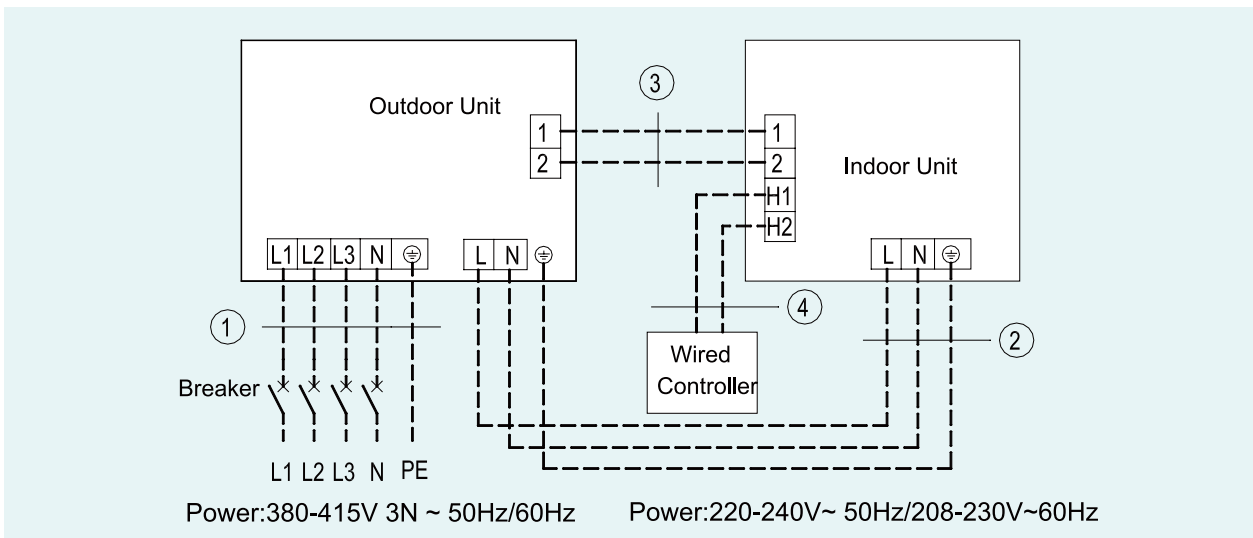 Outdoor Unit
1
2
L1 L2 L3 N
L N
③
1
2
H1
H2
Indoor Unit
L N
①
④
②
Wired
Controller
Breaker
L1 L2 L3 N PE
Power:380-415V 3N ~ 50Hz/60Hz
Power:220-240V~ 50Hz/208-230V~60Hz